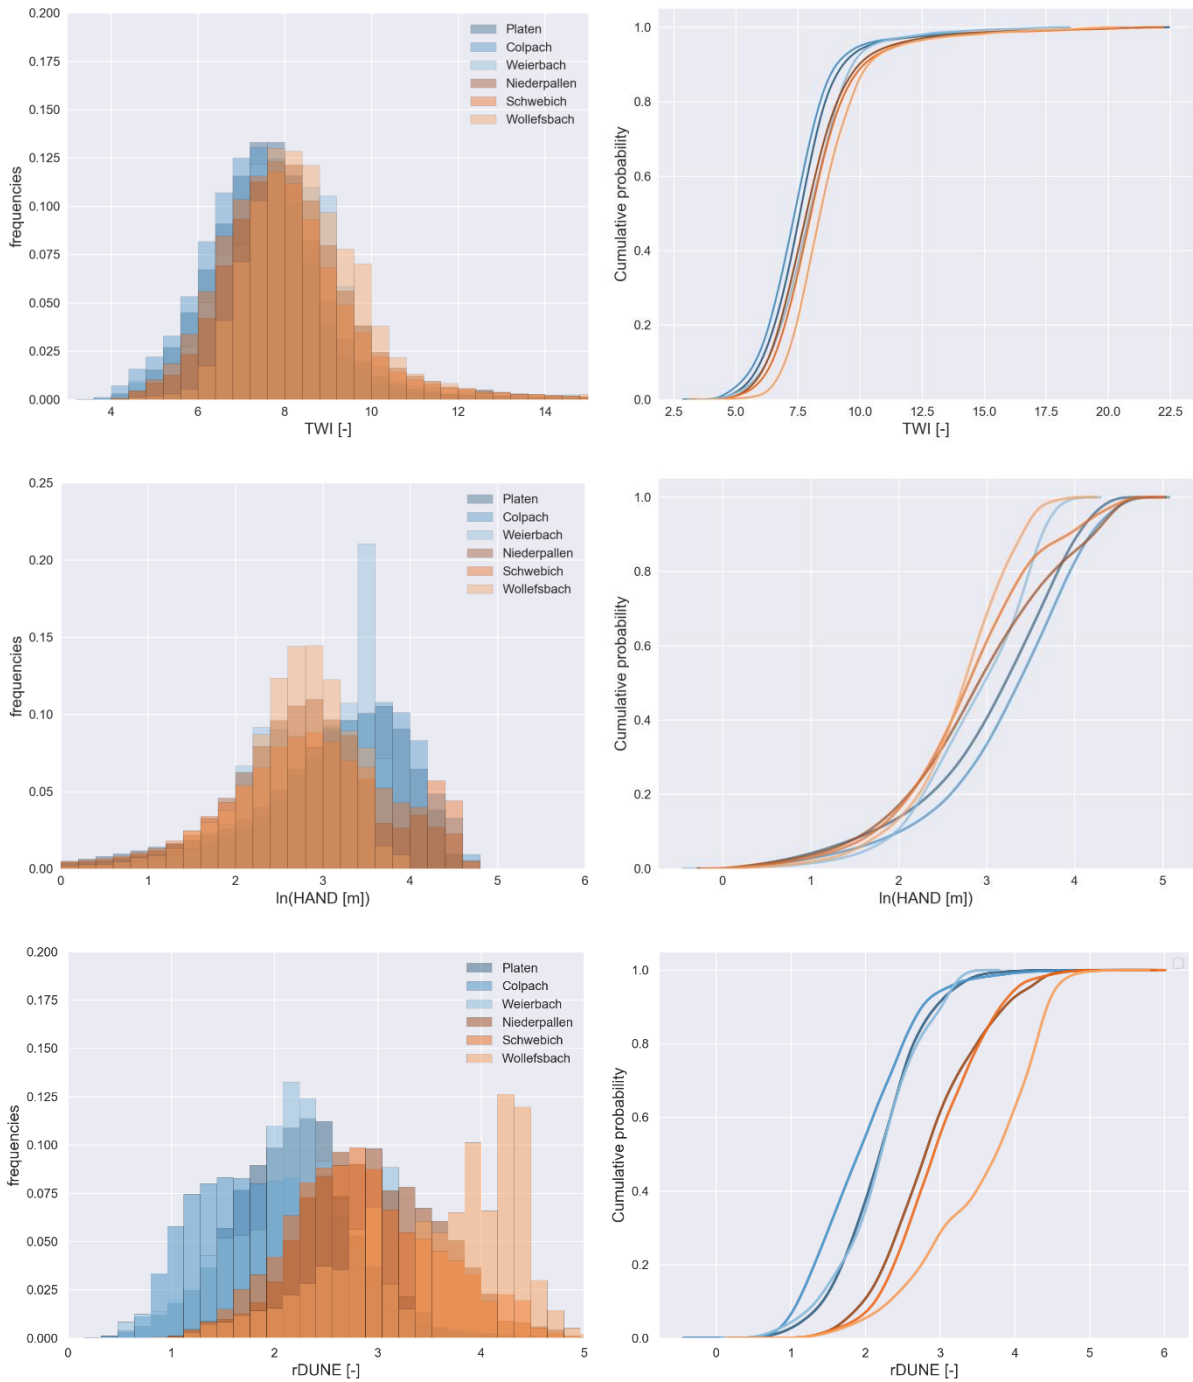 0.200
0.175
0.150
0.125
0.100
0.075
0.050
0.025
0.000
frequencies
4 6 8 10 12 14
TWI [-]
Platen
Colpach
Weierbach
Niederpallen
Schwebich
Wollefsbach
1.0
0.8
0.6
0.4
0.2
0.0
Cumulative probability
2.5 5.0 7.5 10.0 12.5 15.0 17.5 20.0 22.5
TWI [-]
0.25
0.20
0.15
0.10
0.05
0.00
frequencies
0 1 2 3 4 5 6
ln(HAND [m])
Platen
Colpach
Weierbach
Niederpallen
Schwebich
Wollefsbach
1.0
0.8
0.6
0.4
0.2
0.0
Cumulative probability
0 1 2 3 4 5
ln(HAND [m])
0.200
0.175
0.150
0.125
0.100
0.075
0.050
0.025
0.000
frequencies
0 1 2 3 4 5
rDUNE [-]
Platen
Colpach
Weierbach
Niederpallen
Schwebich
Wollefsbach
1.0
0.8
0.6
0.4
0.2
0.0
Cumulative probability
0 1 2 3 4 5 6
rDUNE [-]